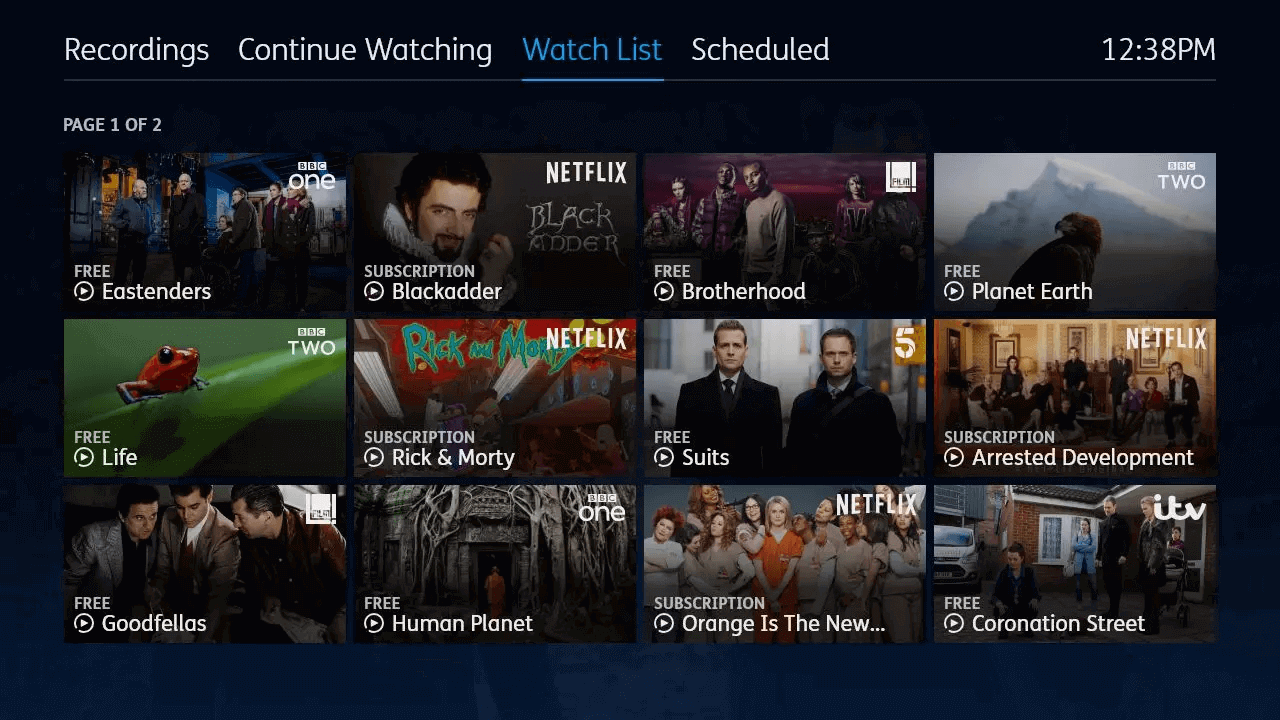 Recordings Continue Watching Watch List Scheduled 12:38PM
PAGE 1 OF 2
BBC
one
FREE
Eastenders
NETFLIX
BLACK
ADDER
SUBSCRIPTION
Blackadder
FILM4
FREE
Brotherhood
BBC
TWO
FREE
Planet Earth
BBC
TWO
FREE
Life
Rick and Morty
NETFLIX
SUBSCRIPTION
Rick & Morty
5
FREE
Suits
NETFLIX
SUBSCRIPTION
Arrested Development
FILM4
FREE
Goodfellas
BBC
one
FREE
Human Planet
NETFLIX
SUBSCRIPTION
Orange Is The New...
itv
FREE
Coronation Street